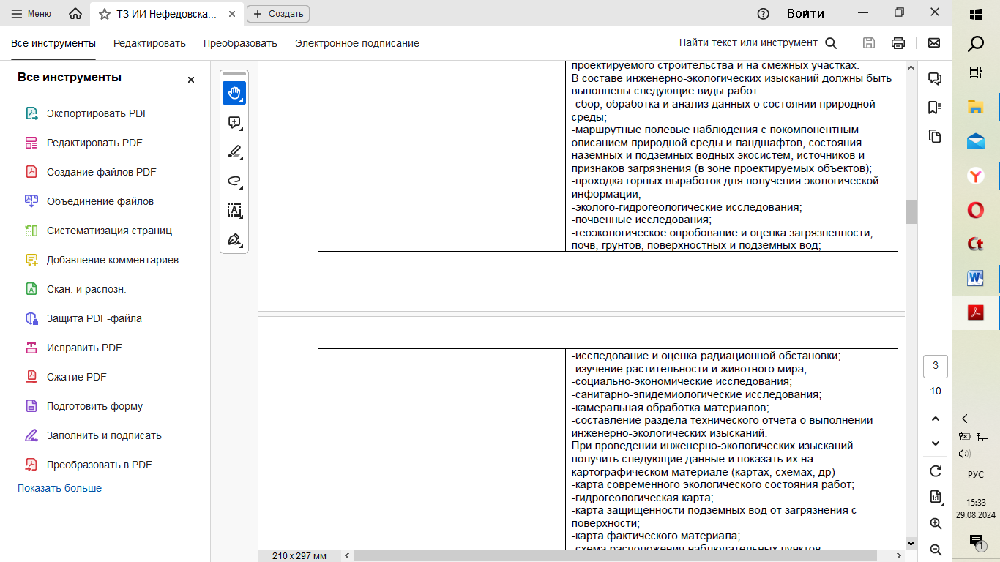 Меню
ТЗ ИИ Нефедовска...
Создать
Войти
Все инструменты
Редактировать
Преобразовать
Электронное подписание
Найти текст или инструмент
Все инструменты
Экспортировать PDF
Редактировать PDF
Создание файлов PDF
Объединение файлов
Систематизация страниц
Добавление комментариев
Скан. и распозн.
Защита PDF-файла
Исправить PDF
Сжатие PDF
Подготовить форму
Заполнить и подписать
Преобразовать в PDF
Показать больше
проектируемого строительства и на смежных участках.
В составе инженерно-экологических изысканий должны быть
выполнены следующие виды работ:
-сбор, обработка и анализ данных о состоянии природной
среды;
-маршрутные полевые наблюдения с покомпонентным
описанием природной среды и ландшафтов, состояния
наземных и подземных водных экосистем, источников и
признаков загрязнения (в зоне проектируемых объектов);
-проходка горных выработок для получения экологической
информации;
-эколого-гидрогеологические исследования;
-почвенные исследования;
-геоэкологическое опробование и оценка загрязненности,
почв, грунтов, поверхностных и подземных вод;
-исследование и оценка радиационной обстановки;
-изучение растительности и животного мира;
-социально-экономические исследования;
-санитарно-эпидемиологические исследования;
-камеральная обработка материалов;
-составление раздела технического отчета о выполнении
инженерно-экологических изысканий.
При проведении инженерно-экологических изысканий
получить следующие данные и показать их на
картографическом материале (картах, схемах, др)
-карта современного экологического состояния работ;
-гидрогеологическая карта;
-карта защищенности подземных вод от загрязнения с
поверхности;
-карта фактического материала;
-схема расположения наблюдательных пунктов
210 x 297 мм
3
10
1:1
Ct
РУС
15:33
29.08.2024
1